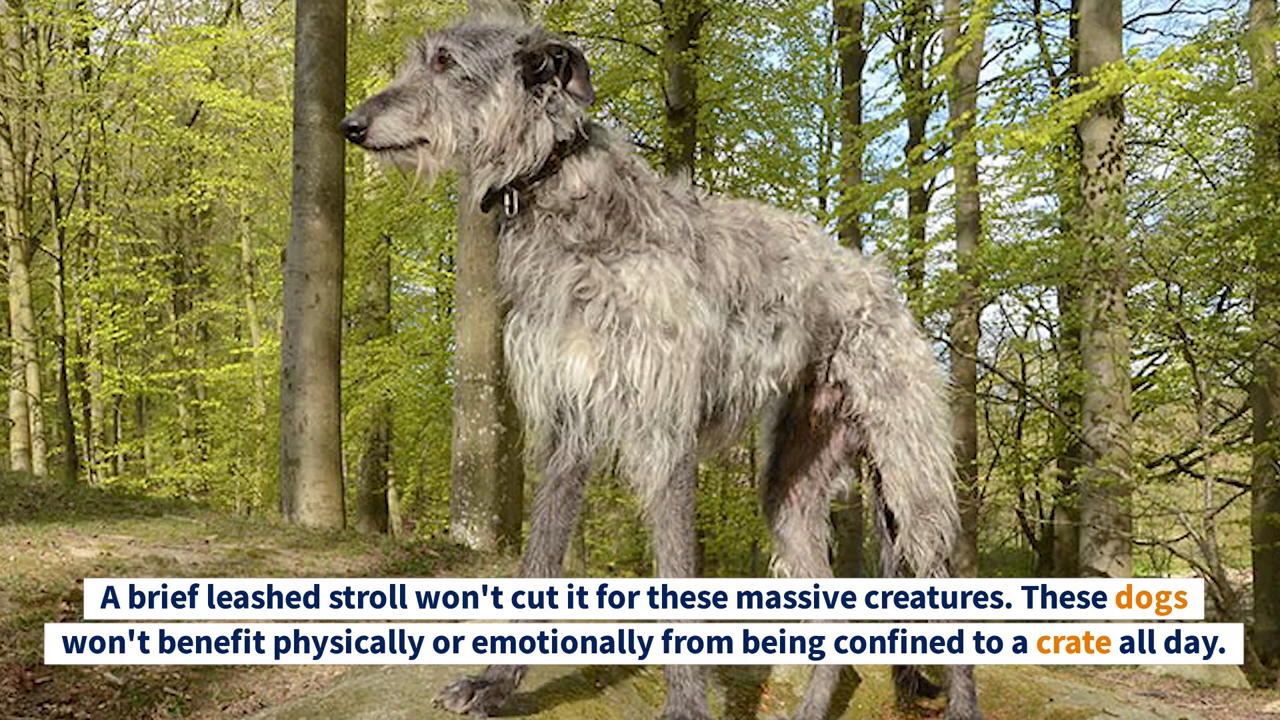 A brief leashed stroll won't cut it for these massive creatures. These dogs
won't benefit physically or emotionally from being confined to a crate all day.